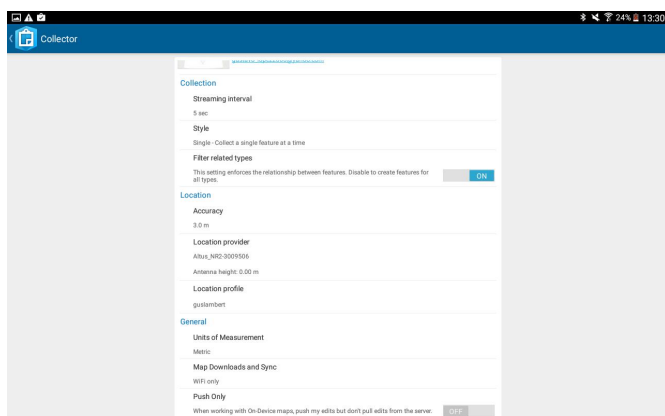 24% 13:30
Collector
Collection
Streaming interval
5 sec
Style
Single - Collect a single feature at a time
Filter related types
This setting enforces the relationship between features. Disable to create features for
all types.
ON
Location
Accuracy
3.0 m
Location provider
Altus_NR2-3009506
Antenna height: 0.00 m
Location profile
guslambert
General
Units of Measurement
Metric
Map Downloads and Sync
WiFi only
Push Only
When working with On-Device maps, push my edits but don't pull edits from the server.
OFF